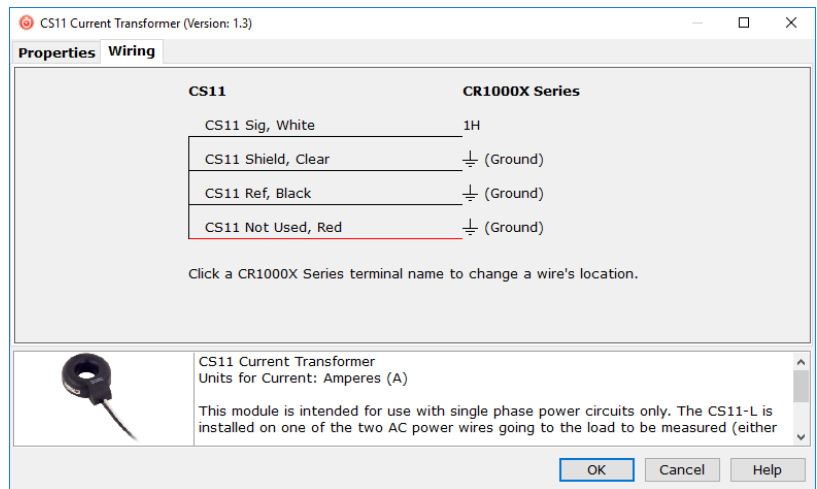 CS11 Current Transformer (Version: 1.3)
Properties Wiring
CS11 CR1000X Series
CS11 Sig, White 1H
CS11 Shield, Clear (Ground)
CS11 Ref, Black (Ground)
CS11 Not Used, Red (Ground)
Click a CR1000X Series terminal name to change a wire's location.
CS11 Current Transformer
Units for Current: Amperes (A)
This module is intended for use with single phase power circuits only. The CS11-L is
installed on one of the two AC power wires going to the load to be measured (either
OK Cancel Help